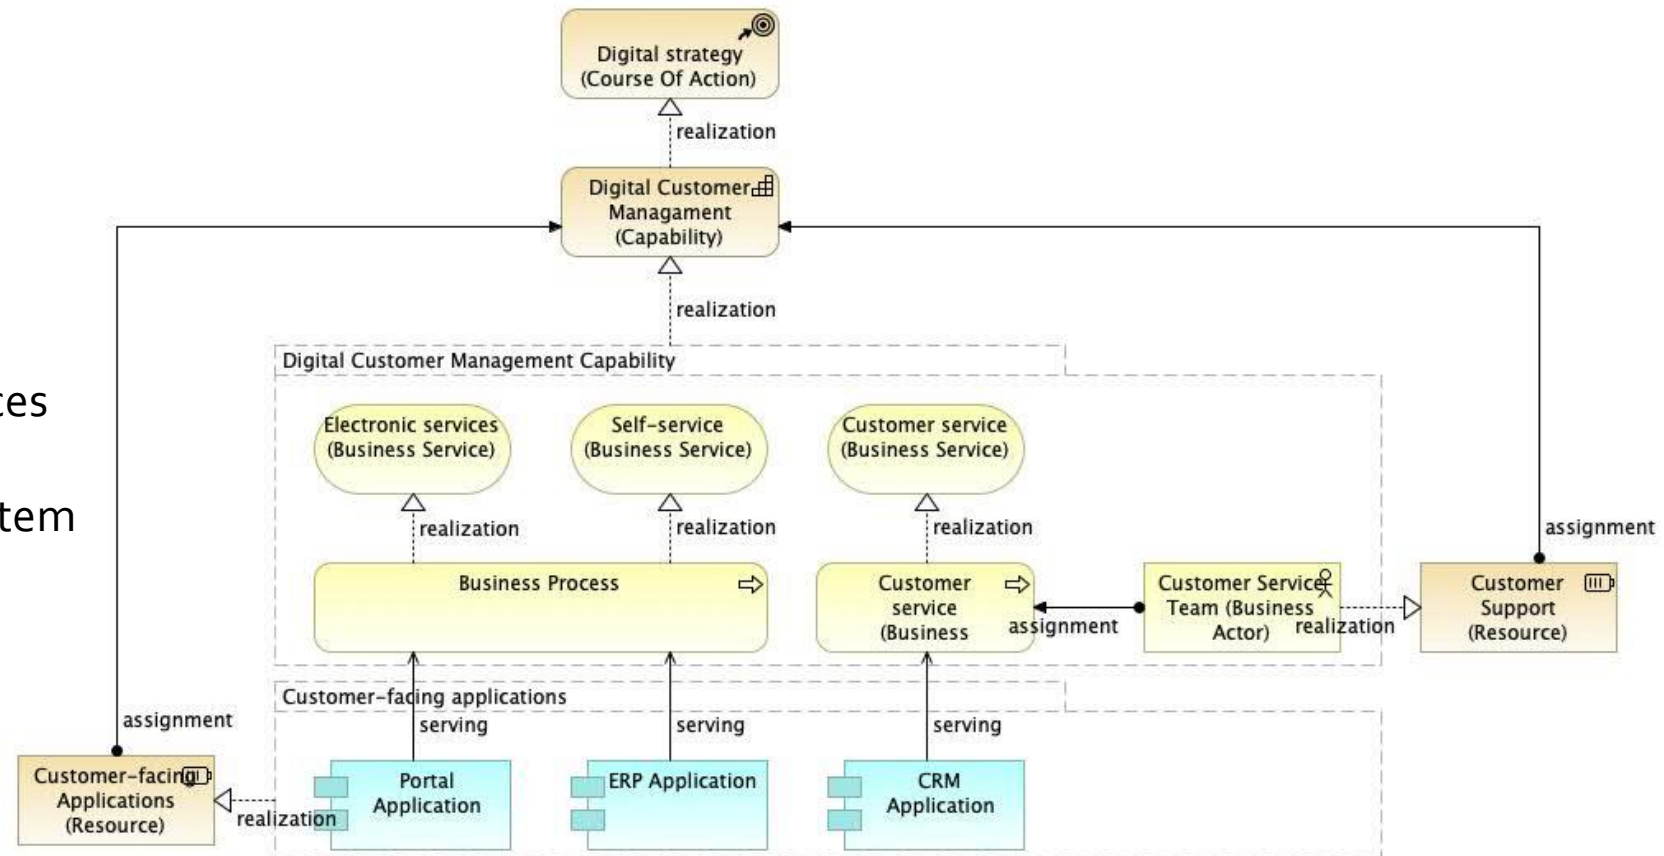 Digital strategy
(Course Of Action)
realization
Digital Customer
Managament
(Capability)
realization
Digital Customer Management Capability
ces
tem
Electronic services
(Business Service)
Self-service
(Business Service)
Customer service
(Business Service)
realization
realization
realization
assignment
Business Process
Customer
service
(Business
assignment
Customer Service
Team (Business
Actor)
realization
Customer
Support
(Resource)
Customer-facing applications
assignment
serving
serving
serving
Customer-facing
Applications
(Resource)
realization
Portal
Application
ERP Application
CRM
Application